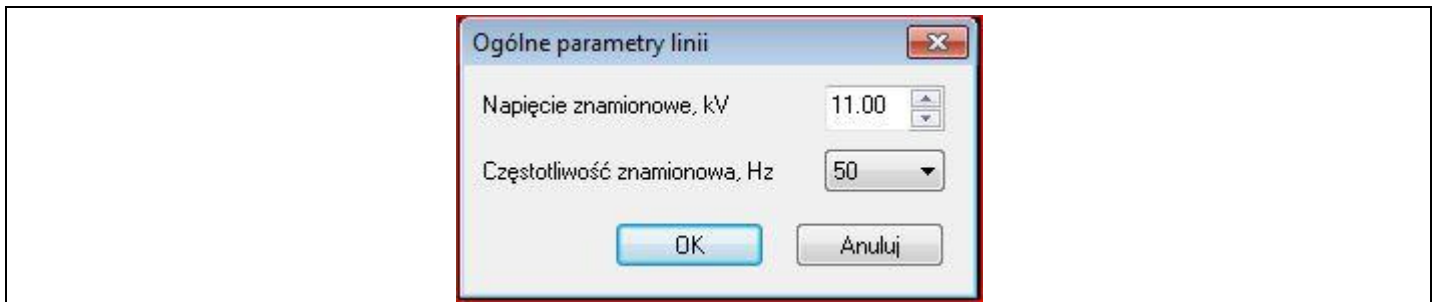 Ogólne parametry linii
Napięcie znamionowe, kV 11.00
Częstotliwość znamionowa, Hz 50
OK Anuluj